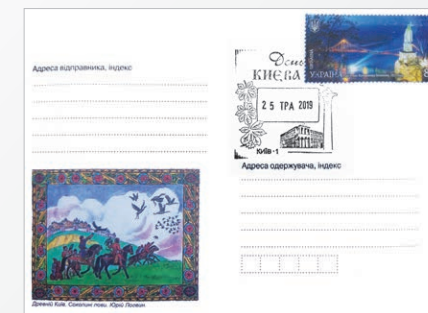 Адреса відправника, індекс
День
КИЄВА
25 ТРА 2019
КИЇВ-1
УКРАЇНА
Адреса одержувача, індекс
Древній Київ. Соколині лови. Юрій